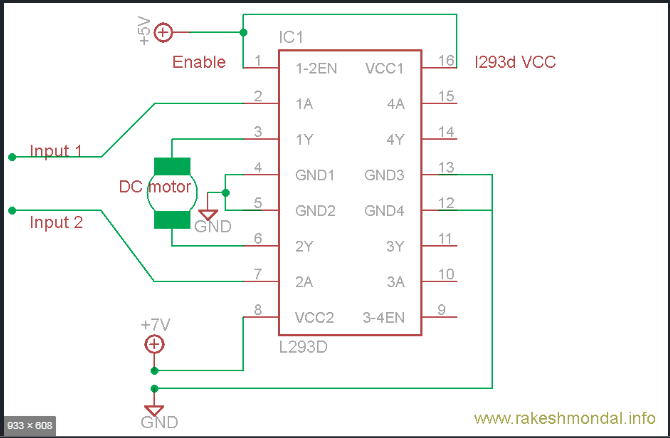 +5V
IC1
Enable
1
1-2EN
VCC1
16
l293d VCC
2
1A
4A
15
Input 1
3
1Y
4Y
14
DC motor
4
GND1
GND3
13
5
GND2
GND4
12
Input 2
GND
6
2Y
3Y
11
7
2A
3A
10
8
VCC2
3-4EN
9
+7V
L293D
GND
www.rakeshmondal.info
933 × 608